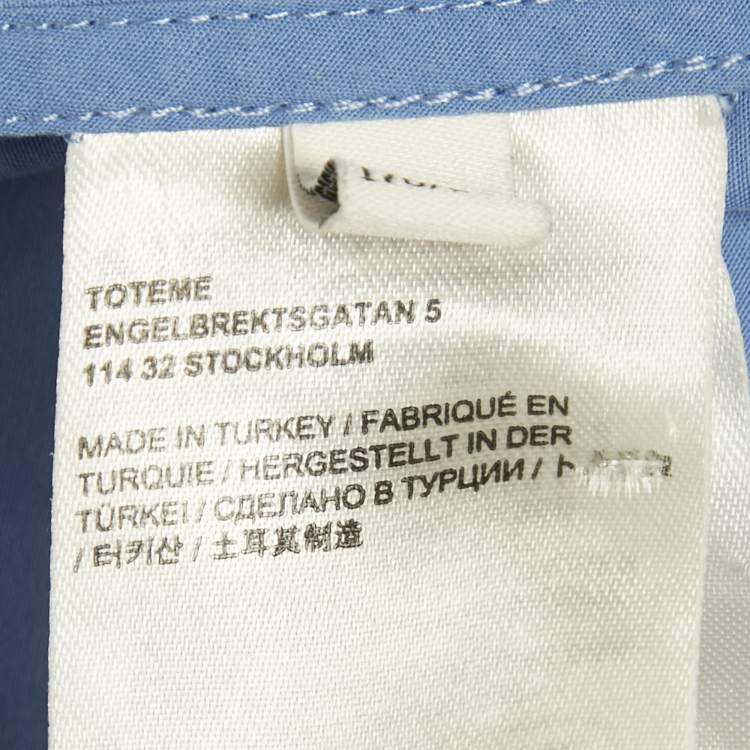 TOTEME
ENGELBREKTSGATAN 5
114 32 STOCKHOLM
MADE IN TURKEY / FABRIQUÉ EN
TURQUIE / HERGESTELLT IN DER
TÜRKEI / СДЕЛАНО В ТУРЦИИ /
/ 터키산 / 土耳其制造